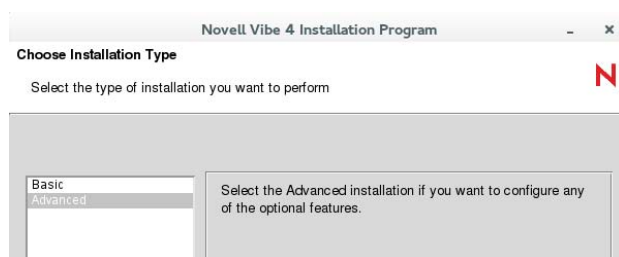 Novell Vibe 4 Installation Program
Choose Installation Type
Select the type of installation you want to perform
N
Basic
Advanced
Select the Advanced installation if you want to configure any
of the optional features.